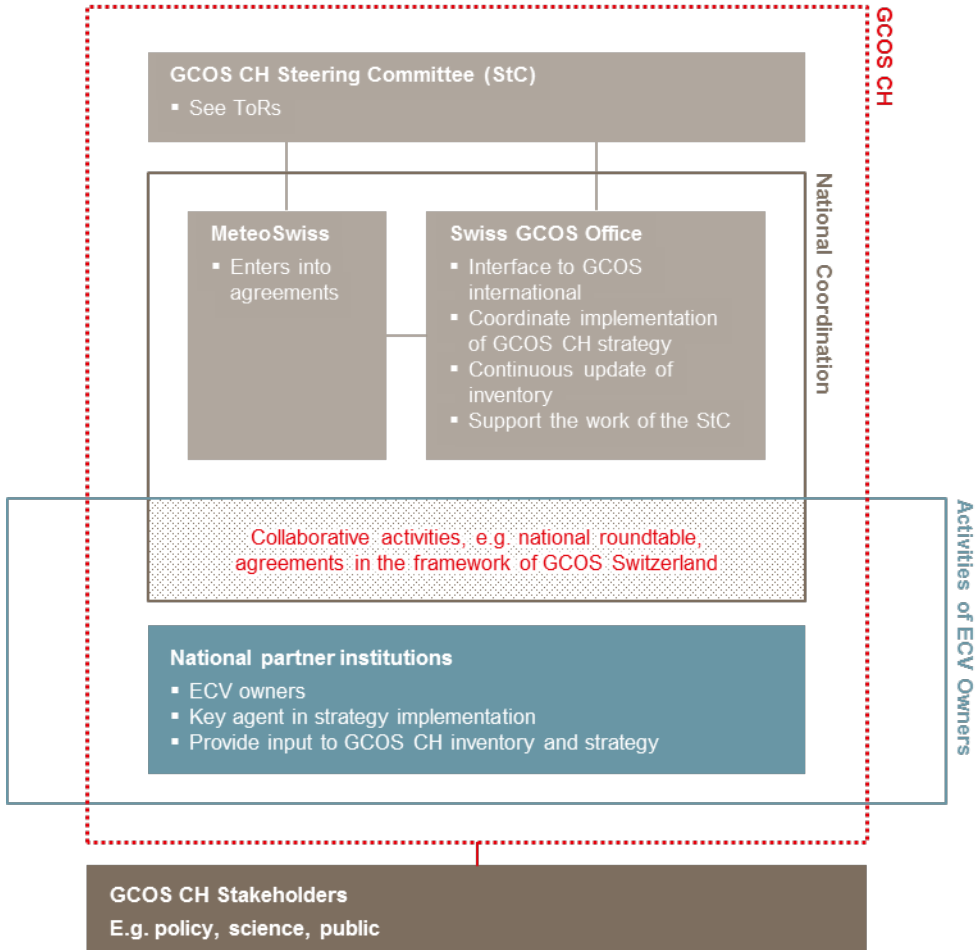 GCOS CH
GCOS CH Steering Committee (StC)
▪ See ToRs
National Coordination
MeteoSwiss
▪ Enters into
agreements
Swiss GCOS Office
▪ Interface to GCOS
international
▪ Coordinate implementation
of GCOS CH strategy
▪ Continuous update of
inventory
▪ Support the work of the StC
Activities of ECV Owners
Collaborative activities, e.g. national roundtable,
agreements in the framework of GCOS Switzerland
National partner institutions
▪ ECV owners
▪ Key agent in strategy implementation
▪ Provide input to GCOS CH inventory and strategy
GCOS CH Stakeholders
E.g. policy, science, public